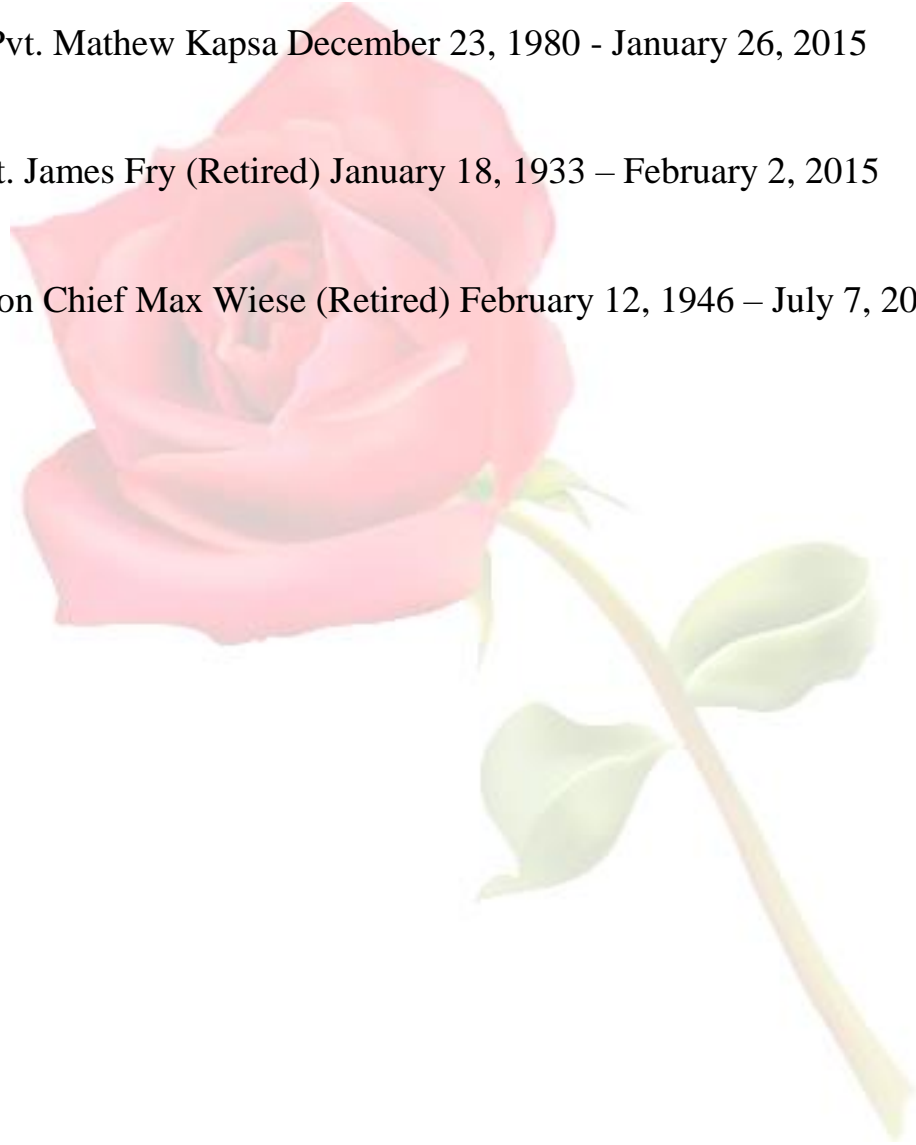 Pvt. Mathew Kapsa December 23, 1980 - January 26, 2015
t. James Fry (Retired) January 18, 1933 – February 2, 2015
on Chief Max Wiese (Retired) February 12, 1946 – July 7, 20